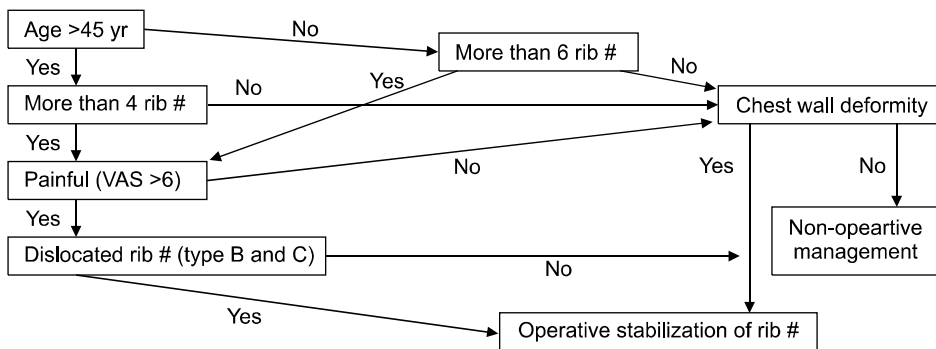 Age >45 yr
No
More than 6 rib #
Yes
Yes
No
More than 4 rib #
No
Chest wall deformity
Yes
Painful (VAS >6)
No
Yes
No
Yes
Dislocated rib # (type B and C)
No
Non-opeartive
management
Yes
Operative stabilization of rib #